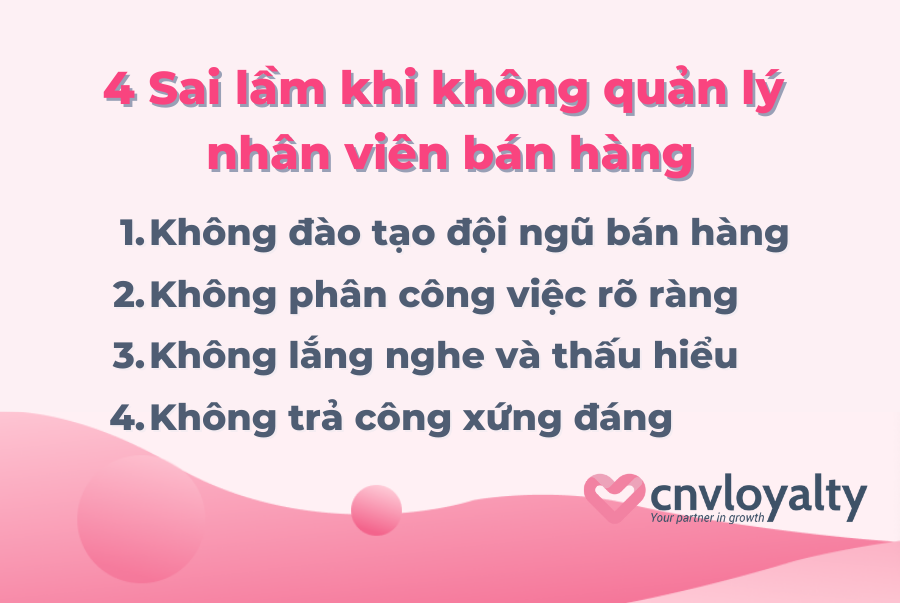 4 Sai lầm khi không quản lý
nhân viên bán hàng
1. Không đào tạo đội ngũ bán hàng
2. Không phân công việc rõ ràng
3. Không lắng nghe và thấu hiểu
4. Không trả công xứng đáng
cnvloyalty
Your partner in growth